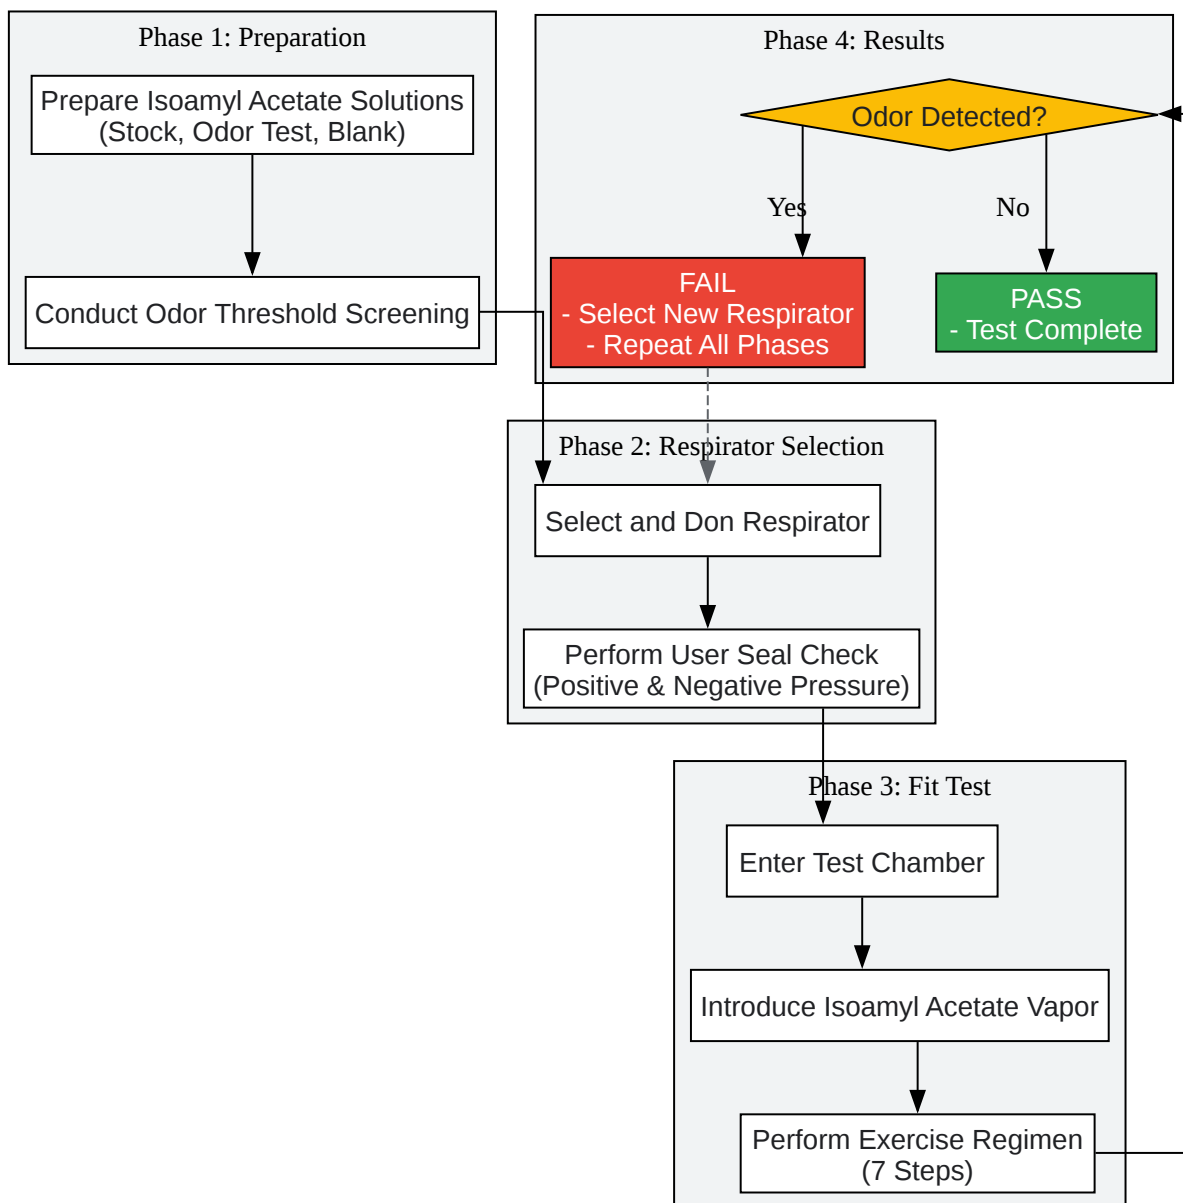 Phase 1: Preparation
Prepare Isoamyl Acetate Solutions
(Stock, Odor Test, Blank)
Conduct Odor Threshold Screening
Phase 4: Results
Odor Detected?
Yes
No
FAIL
- Select New Respirator
- Repeat All Phases
PASS
- Test Complete
Phase 2: Respirator Selection
Select and Don Respirator
Perform User Seal Check
(Positive & Negative Pressure)
Phase 3: Fit Test
Enter Test Chamber
Introduce Isoamyl Acetate Vapor
Perform Exercise Regimen
(7 Steps)